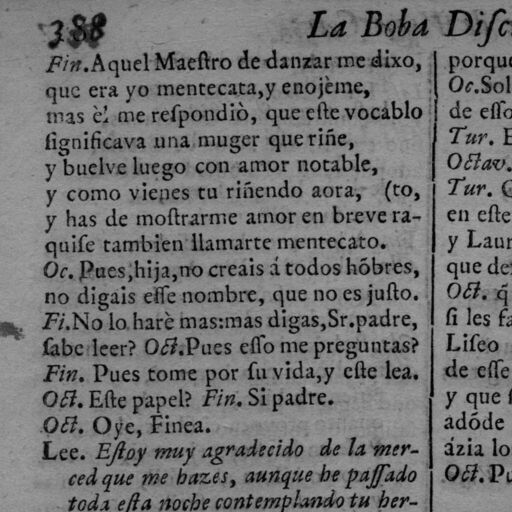 388
La Boba Diſc
Fin.Aquel Maeſtro de danzar me dixo,
que era yo mentecata,y enojème,
mas èl me reſpondiò, que eſte vocablo
ſignificava una muger que riñe,
y buelve luego con amor notable,
y como vienes tu riñendo aora, (to,
y has de moſtrarme amor en breve ra-
quiſe tambien llamarte mentecato.
Oc. Pues,hija,no creais á todos hõbres,
no digais eſſe nombre, que no es juſto.
Fi.No lo harè mas:mas digas,Sr.padre,
ſabe leer? Oct.Pues eſſo me preguntas?
Fin. Pues tome por ſu vida,y eſte lea.
Oct. Eſte papel? Fin. Si padre.
Oct. Oye, Finea.
Lee. Eſtoy muy agradecido de la mer-
ced que me hazes, aunque he paſſado
toda eſta noche contemplando tu her-
porque
Oc.Sol
de eſſo
Tur. E
Octav.
Tur. 
en eſte
y Laur
que de
Oct. q̃
ſi les fa
Liſeo
de eſſe
y que ſ
adóde
ázia lo
Oct.Pu